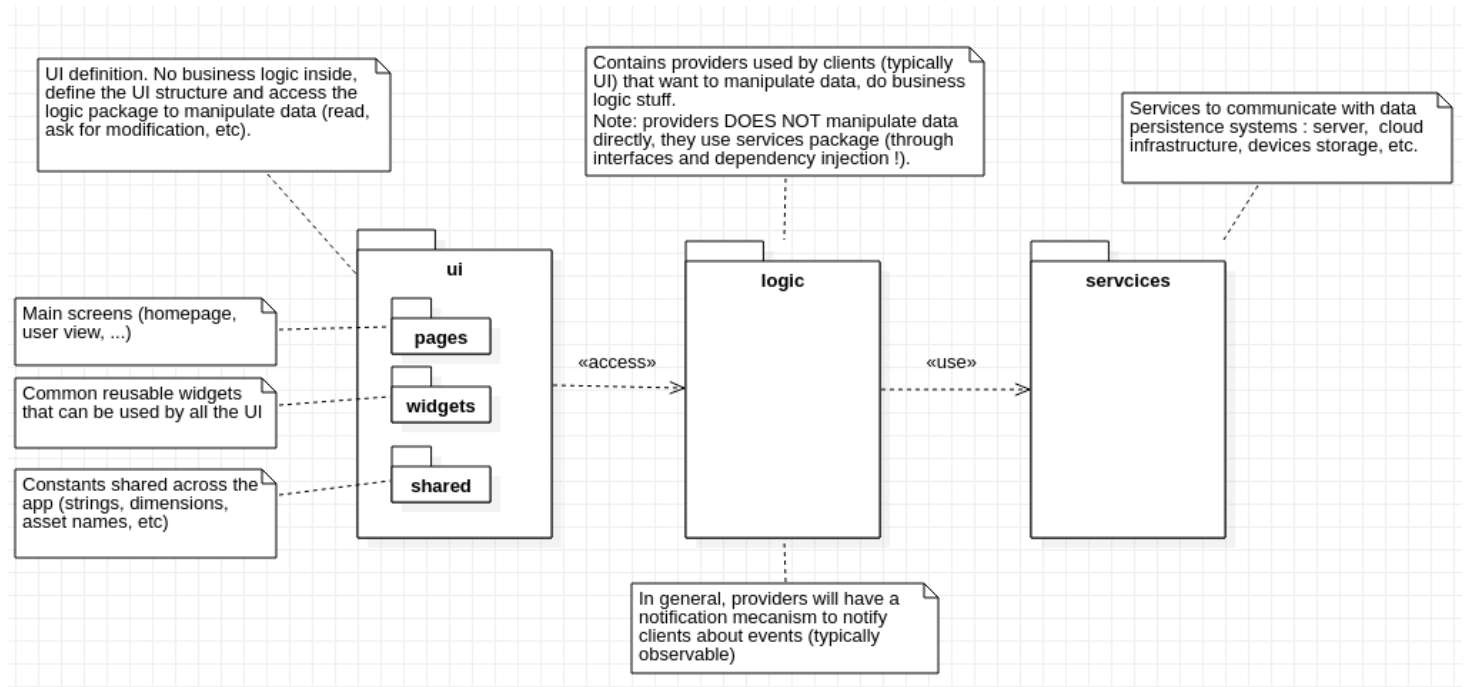 UI definition. No business logic inside,
define the UI structure and access the
logic package to manipulate data (read,
ask for modification, etc).
Contains providers used by clients (typically
UI) that want to manipulate data, do business
logic stuff.
Note: providers DOES NOT manipulate data
directly, they use services package (through
interfaces and dependency injection !).
Services to communicate with data
persistence systems : server,  cloud
infrastructure, devices storage, etc.
ui
logic
servcices
Main screens (homepage,
user view, ...)
pages
«access»
«use»
Common reusable widgets
that can be used by all the UI
widgets
Constants shared across the
app (strings, dimensions,
asset names, etc)
shared
In general, providers will have a
notification mecanism to notify
clients about events (typically
observable)